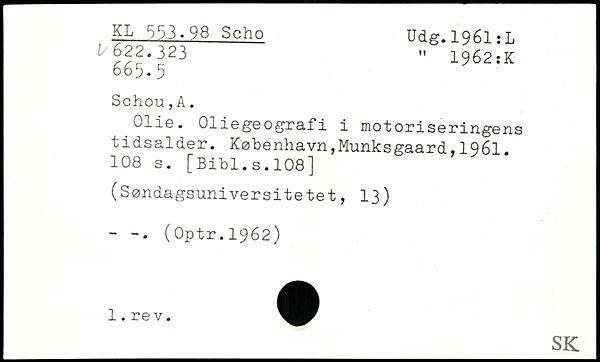 KL 553.98 Scho
Udg.1961:L
√622.323
" 1962:K
665.5
Schou,A.
Olie. Oliegeografi i motoriseringens
tidsalder. København,Munksgaard,1961.
108 s. [Bibl.s.108]
(Søndagsuniversitetet, 13)
- -. (Optr.1962)
1.rev.
SK